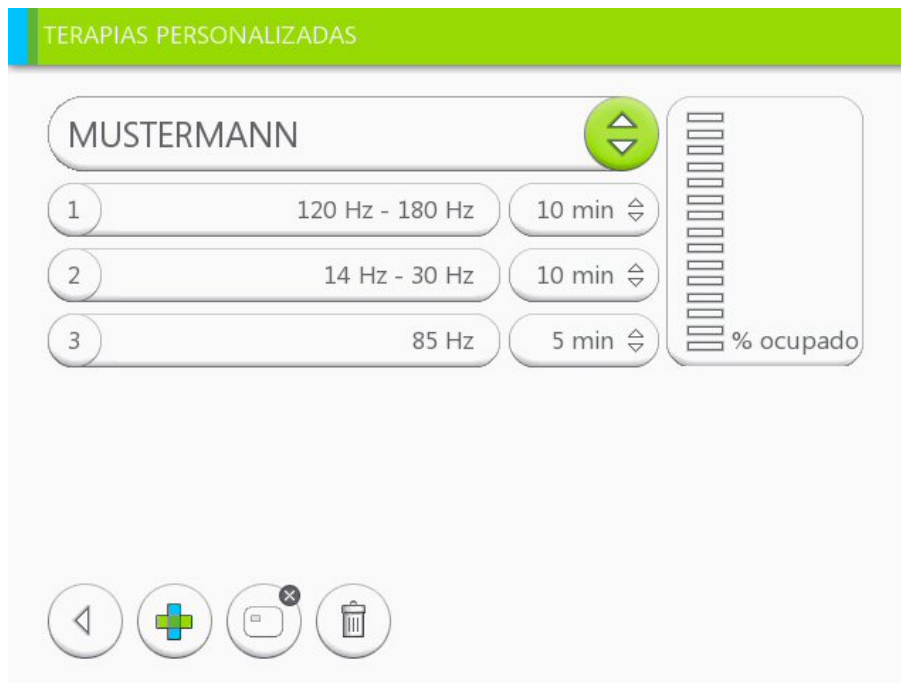 TERAPIAS PERSONALIZADAS
MUSTERMANN
1 120 Hz - 180 Hz 10 min
2 14 Hz - 30 Hz 10 min
3 85 Hz 5 min
% ocupado